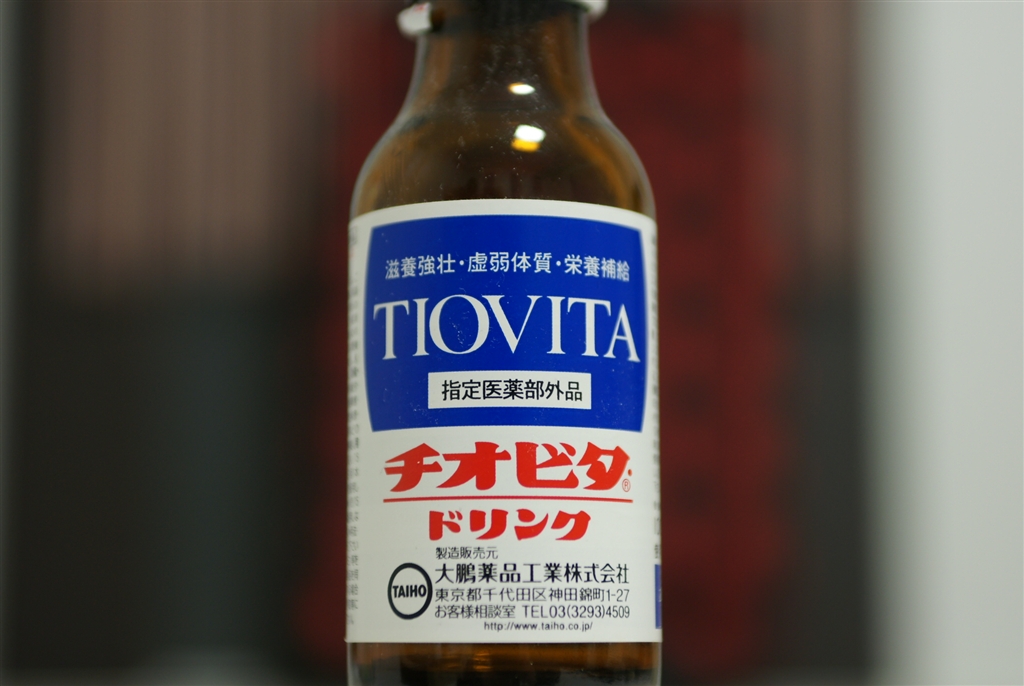 滋養強壮・虚弱体質・栄養補給
TIOVITA
指定医薬部外品
チオビタ®
ドリンク
製造販売元
TAIHO 大鵬薬品工業株式会社
東京都千代田区神田錦町1-27
お客様相談室 TEL03(3293)4509
http://www.taiho.co.jp/